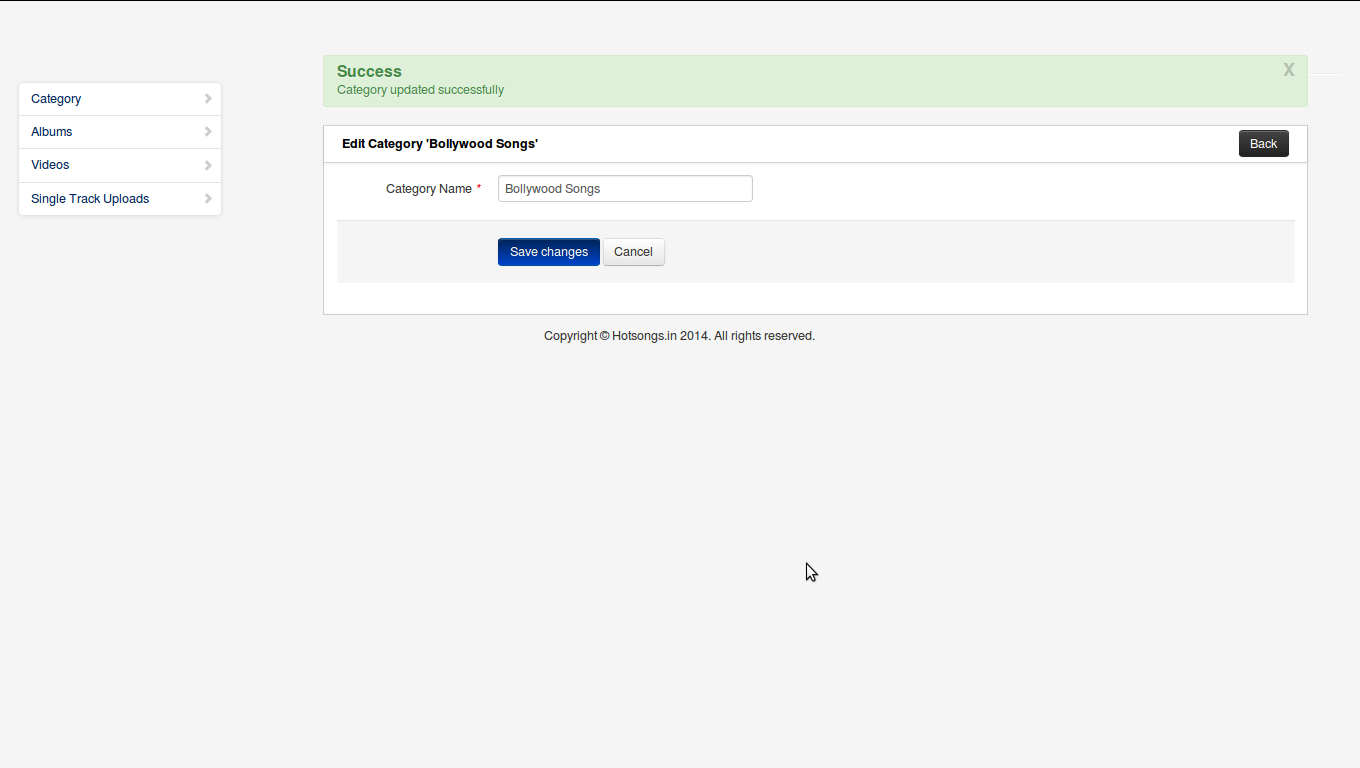 Success
X
Category updated successfully
Category
Albums
Videos
Single Track Uploads
Edit Category 'Bollywood Songs'
Back
Category Name *
Bollywood Songs
Save changes
Cancel
Copyright © Hotsongs.in 2014. All rights reserved.